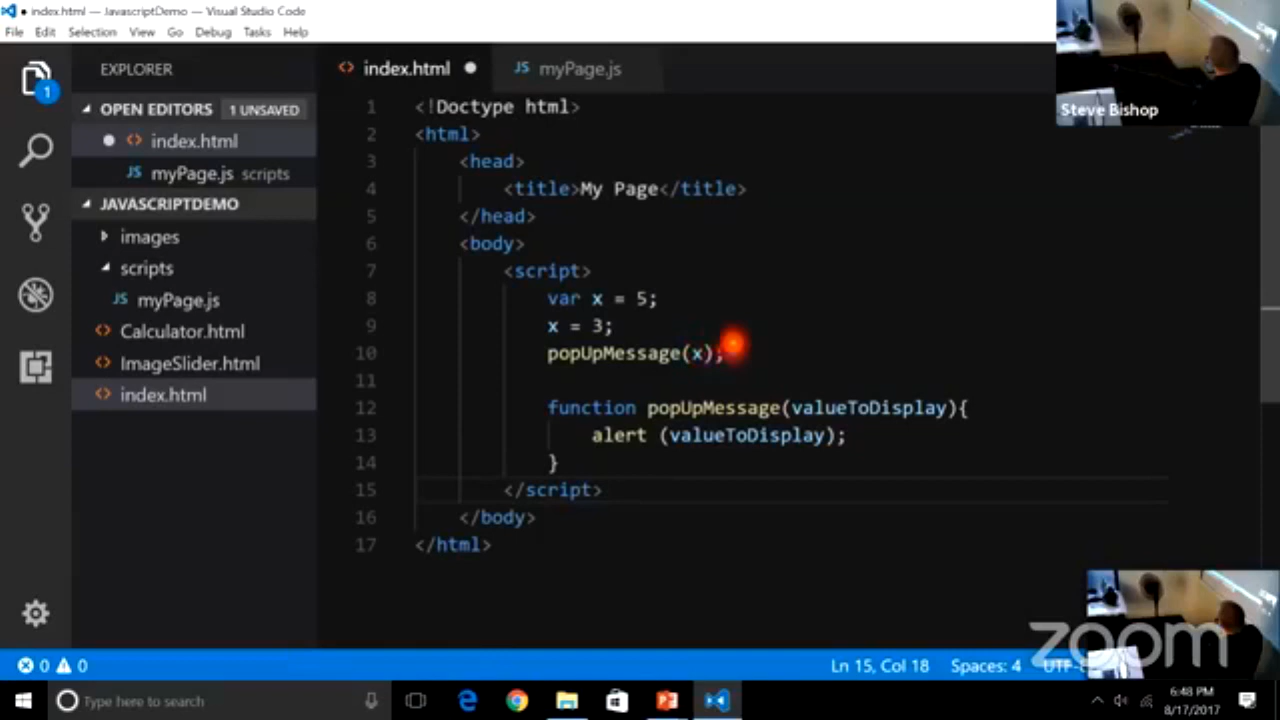 index.html — JavascriptDemo — Visual Studio Code
File Edit Selection View Go Debug Tasks Help
EXPLORER
1
OPEN EDITORS 1 UNSAVED
index.html
JS myPage.js scripts
JAVASCRIPTDEMO
images
scripts
JS myPage.js
Calculator.html
ImageSlider.html
index.html
index.html JS myPage.js
1 <!Doctype html>
2 <html>
3 <head>
4 <title>My Page</title>
5 </head>
6 <body>
7 <script>
8 var x = 5;
9 x = 3;
10 popUpMessage(x);
11
12 function popUpMessage(valueToDisplay){
13 alert (valueToDisplay);
14 }
15 </script>
16 </body>
17 </html>
Steve Bishop
zoom
0 0 Ln 15, Col 18 Spaces: 4
Type here to search
6:48 PM
8/17/2017